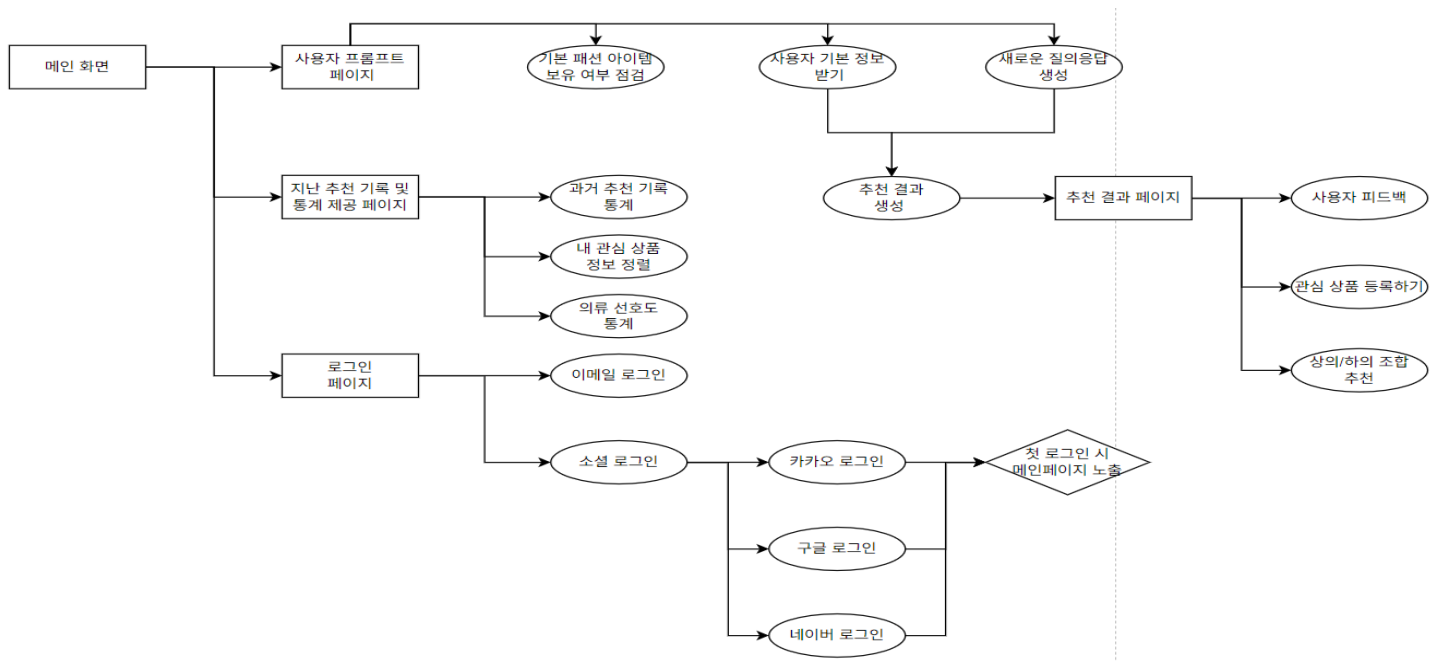 메인 화면
사용자 프롬프트
페이지
기본 패션 아이템
보유 여부 점검
사용자 기본 정보
받기
새로운 질의응답
생성
지난 추천 기록 및
통계 제공 페이지
과거 추천 기록
통계
내 관심 상품
정보 정렬
의류 선호도
통계
추천 결과
생성
추천 결과 페이지
사용자 피드백
관심 상품 등록하기
상의/하의 조합
추천
로그인
페이지
이메일 로그인
소셜 로그인
카카오 로그인
구글 로그인
네이버 로그인
첫 로그인 시
메인페이지 노출